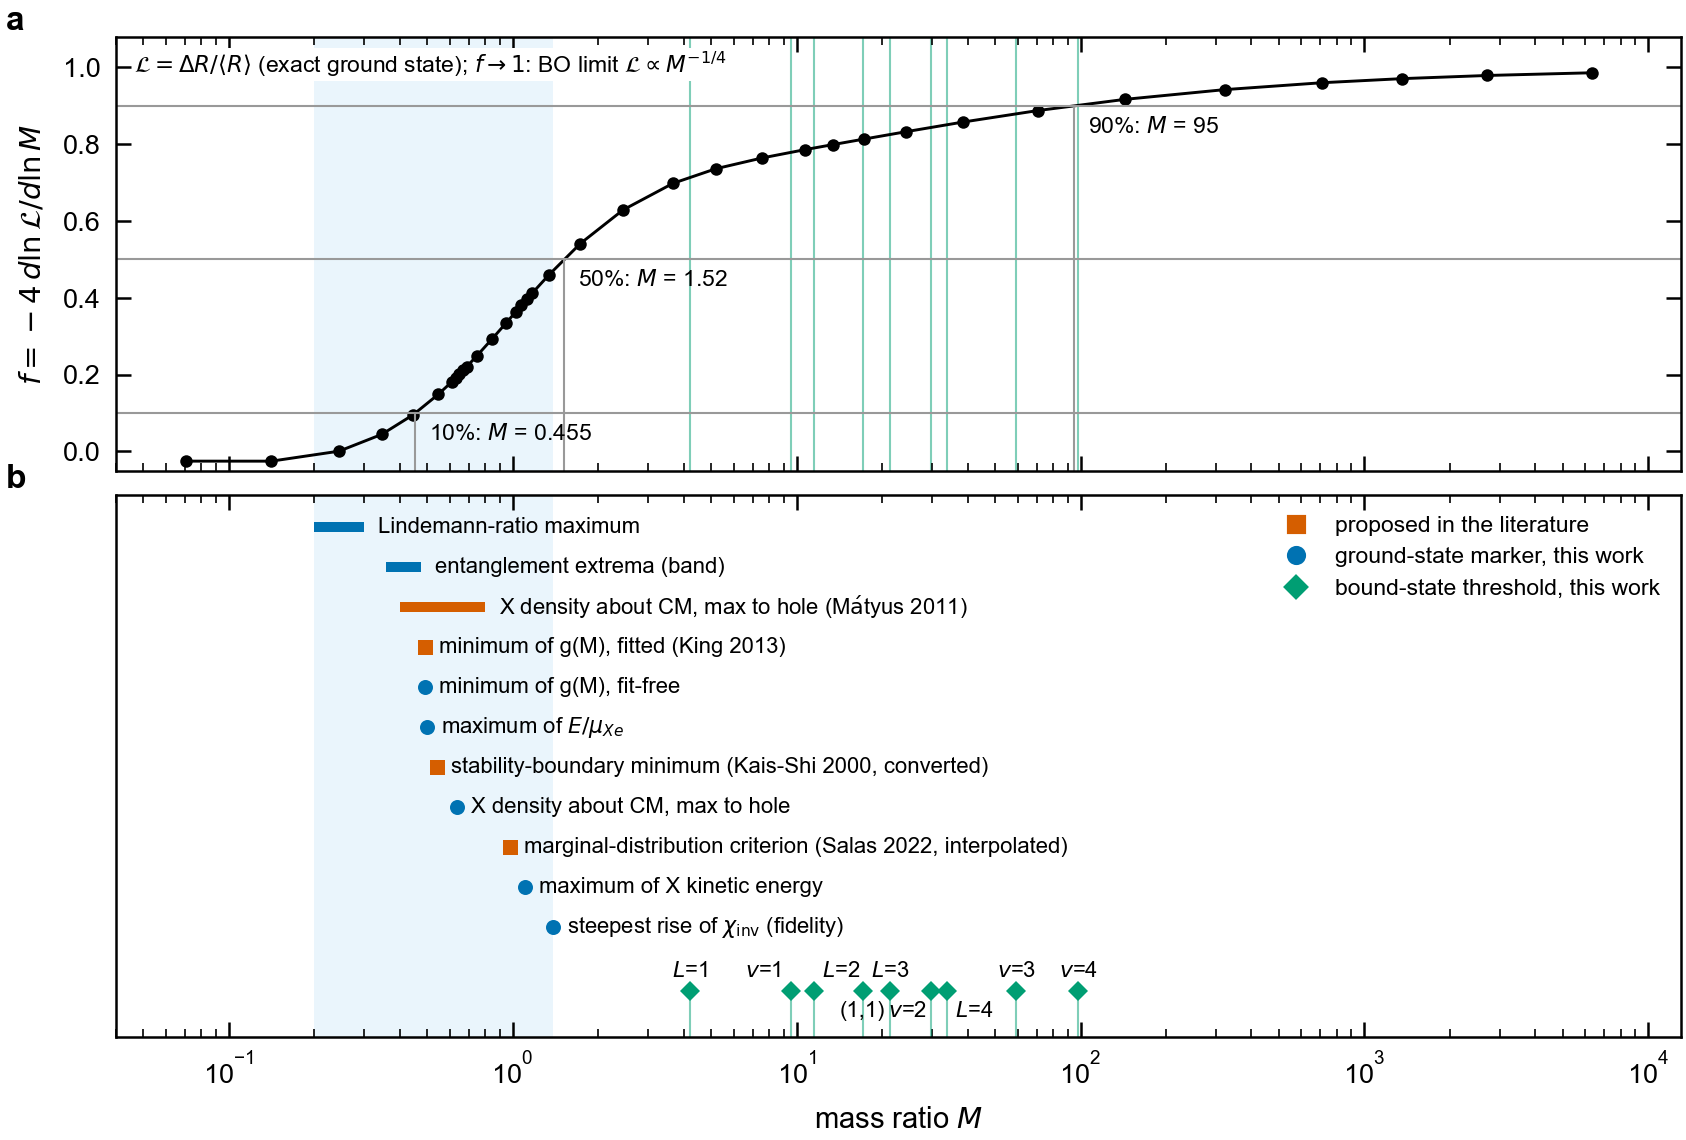 a
ℒ = ΔR/⟨R⟩ (exact ground state); f → 1: BO limit ℒ ∝ M^{−1/4}
1.0
0.8
0.6
0.4
0.2
0.0
f = − 4 d ln ℒ/d ln M
90%: M = 95
50%: M = 1.52
10%: M = 0.455
b
Lindemann-ratio maximum
entanglement extrema (band)
X density about CM, max to hole (Mátyus 2011)
minimum of g(M), fitted (King 2013)
minimum of g(M), fit-free
maximum of E/μ_{Xe}
stability-boundary minimum (Kais-Shi 2000, converted)
X density about CM, max to hole
marginal-distribution criterion (Salas 2022, interpolated)
maximum of X kinetic energy
steepest rise of χ_{inv} (fidelity)
proposed in the literature
ground-state marker, this work
bound-state threshold, this work
L=1 v=1 L=2 L=3 v=3 v=4
(1,1) v=2 L=4
10^{−1} 10^{0} 10^{1} 10^{2} 10^{3} 10^{4}
mass ratio M